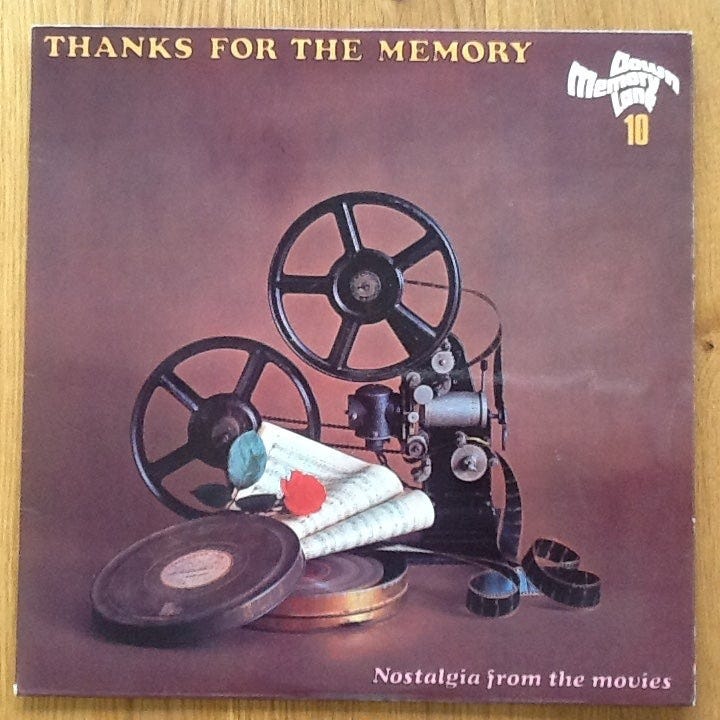 THANKS FOR THE MEMORY
Down
Memory
Lane
10
Nostalgia from the movies